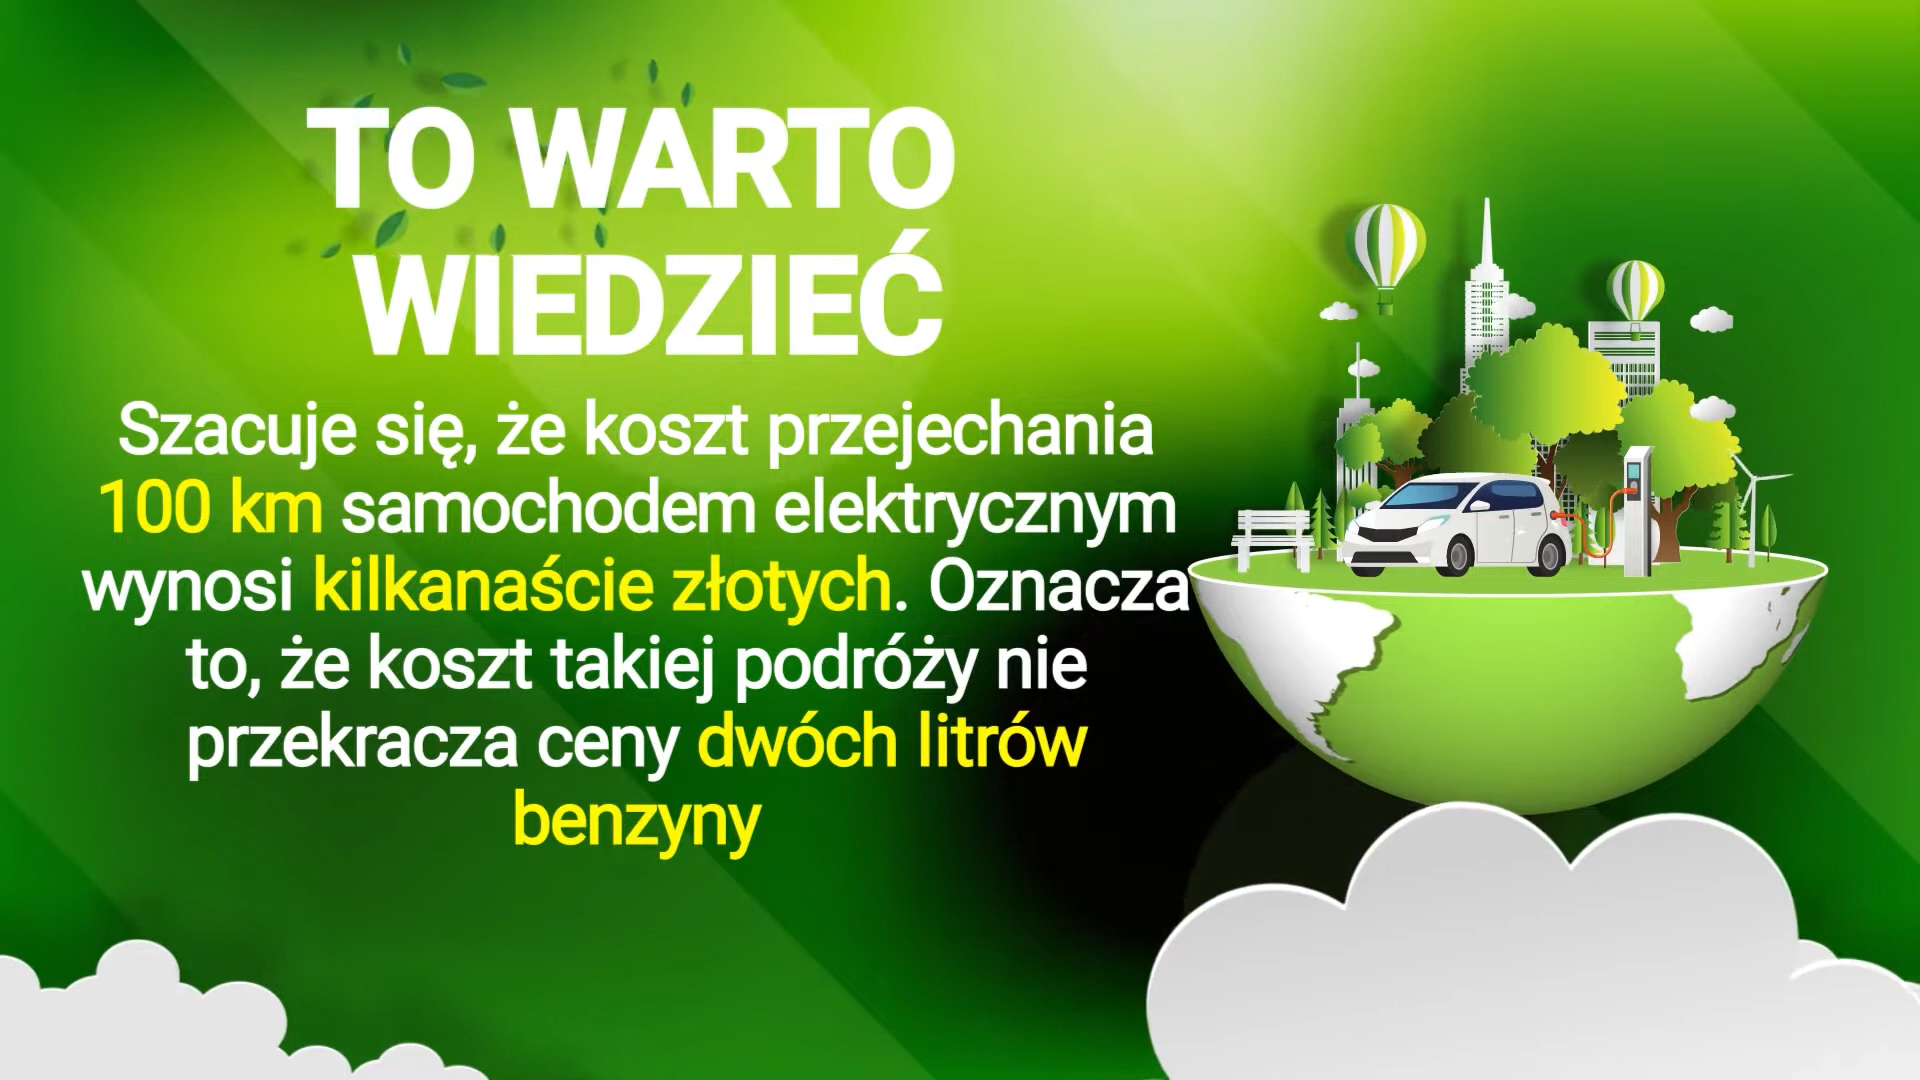 TO WARTO
WIEDZIEĆ
Szacuje się, że koszt przejechania
100 km samochodem elektrycznym
wynosi kilkanaście złotych. Oznacza
to, że koszt takiej podróży nie
przekracza ceny dwóch litrów
benzyny